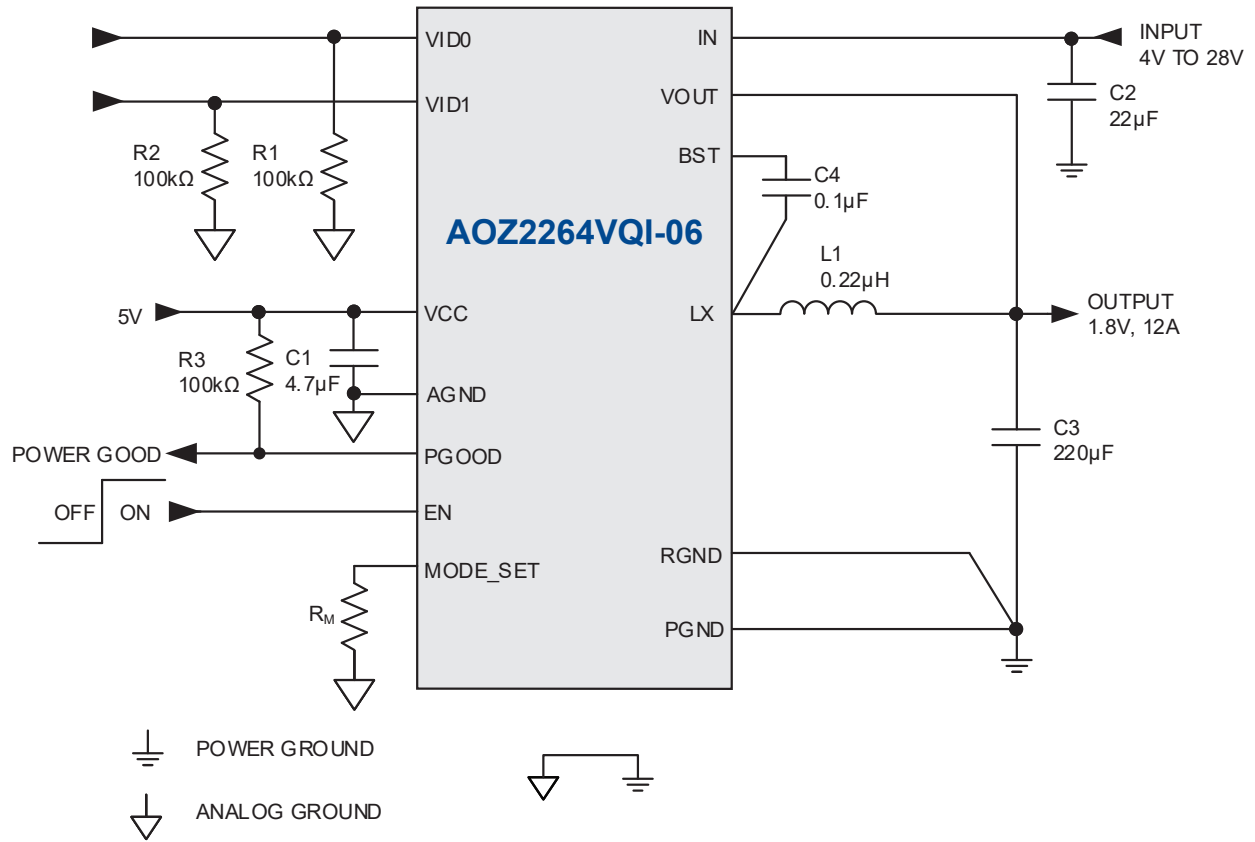 VID0
IN
INPUT
4V TO 28V
VID1
VOUT
C2
22µF
R2
100kΩ
R1
100kΩ
BST
C4
0.1µF
AOZ2264VQI-06
L1
0.22µH
5V
VCC
LX
OUTPUT
1.8V, 12A
R3
100kΩ
C1
4.7µF
AGND
C3
220µF
POWER GOOD
PGOOD
OFF
ON
EN
RGND
MODE_SET
RM
PGND
POWER GROUND
ANALOG GROUND